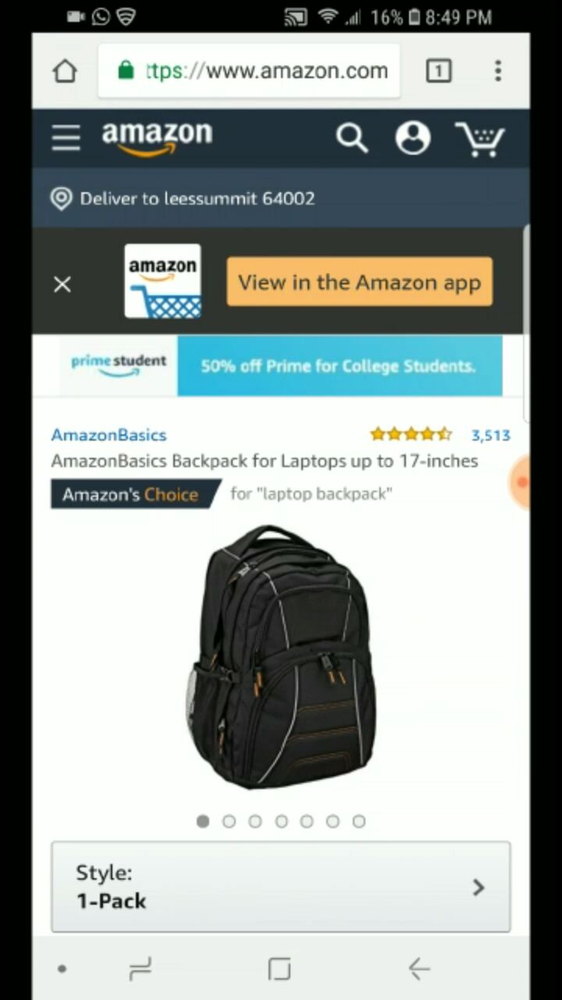 16% 8:49 PM
ttps://www.amazon.com
1
amazon
Deliver to leessummit 64002
amazon
View in the Amazon app
prime student
50% off Prime for College Students.
AmazonBasics
3,513
AmazonBasics Backpack for Laptops up to 17-inches
Amazon's Choice for "laptop backpack"
Style:
1-Pack